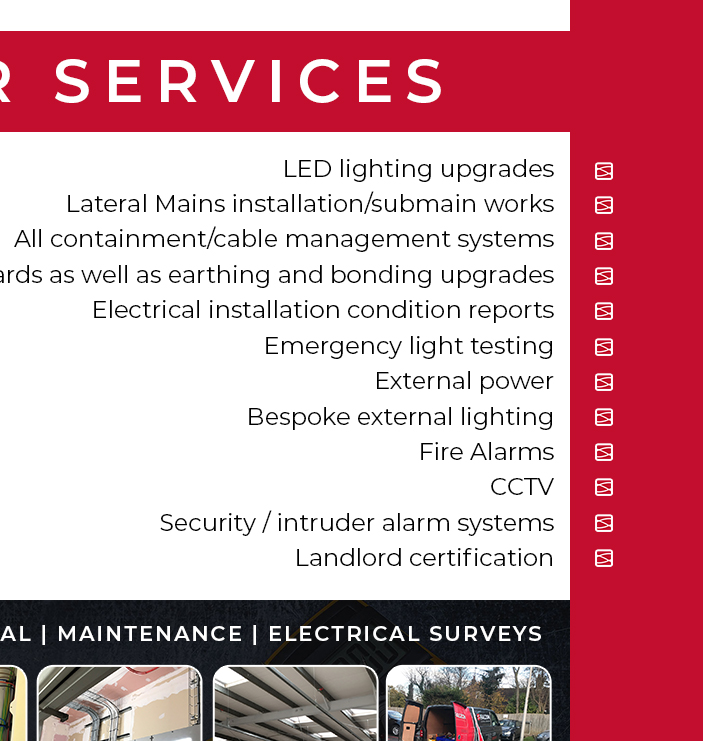 R SERVICES
LED lighting upgrades
Lateral Mains installation/submain works
All containment/cable management systems
ards as well as earthing and bonding upgrades
Electrical installation condition reports
Emergency light testing
External power
Bespoke external lighting
Fire Alarms
CCTV
Security / intruder alarm systems
Landlord certification
AL | MAINTENANCE | ELECTRICAL SURVEYS